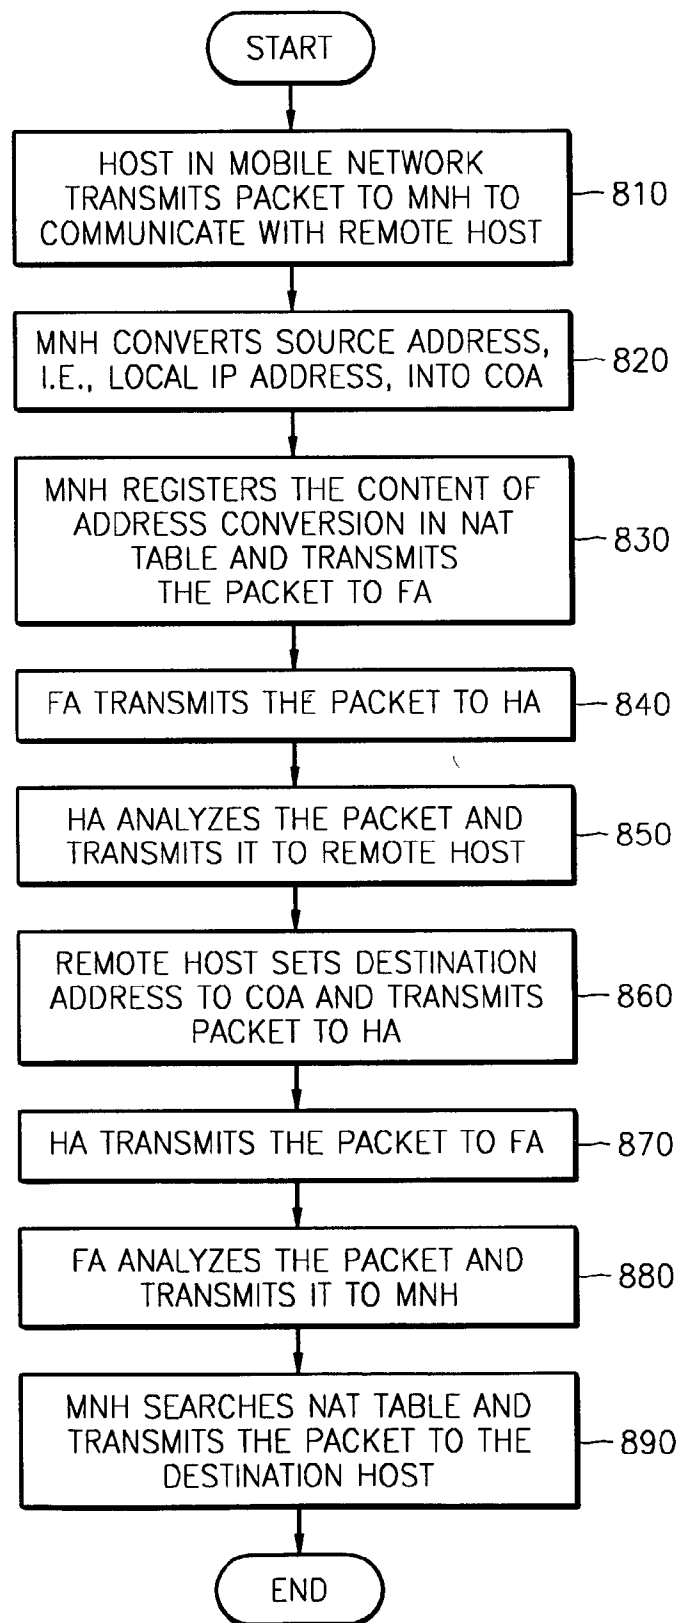 START
HOST IN MOBILE NETWORK
TRANSMITS PACKET TO MNH TO
COMMUNICATE WITH REMOTE HOST
810
MNH CONVERTS SOURCE ADDRESS,
I.E., LOCAL IP ADDRESS, INTO COA
820
MNH REGISTERS THE CONTENT OF
ADDRESS CONVERSION IN NAT
TABLE AND TRANSMITS
THE PACKET TO FA
830
FA TRANSMITS THE PACKET TO HA
840
HA ANALYZES THE PACKET AND
TRANSMITS IT TO REMOTE HOST
850
REMOTE HOST SETS DESTINATION
ADDRESS TO COA AND TRANSMITS
PACKET TO HA
860
HA TRANSMITS THE PACKET TO FA
870
FA ANALYZES THE PACKET AND
TRANSMITS IT TO MNH
880
MNH SEARCHES NAT TABLE AND
TRANSMITS THE PACKET TO THE
DESTINATION HOST
890
END